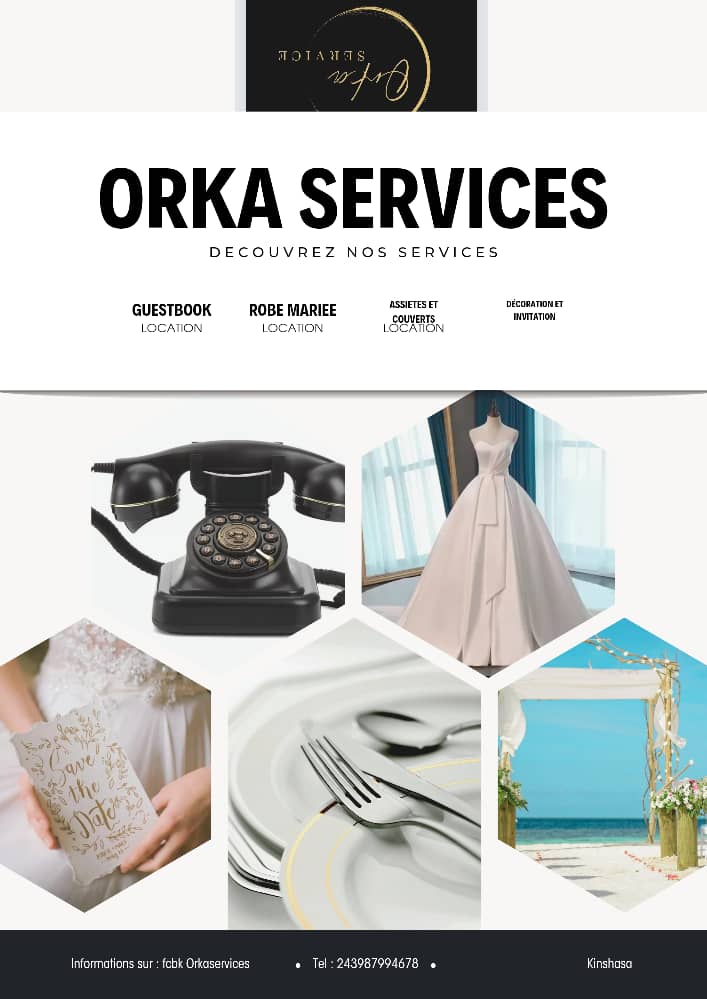 Orka
SERVICE
ORKA SERVICES
DECOUVREZ NOS SERVICES
GUESTBOOK
LOCATION
ROBE MARIEE
LOCATION
ASSIETES ET
COUVERTS
LOCATION
DÉCORATION ET
INVITATION
Save
the
Date
Informations sur : fcbk Orkaservices • Tel : 243987994678 • Kinshasa